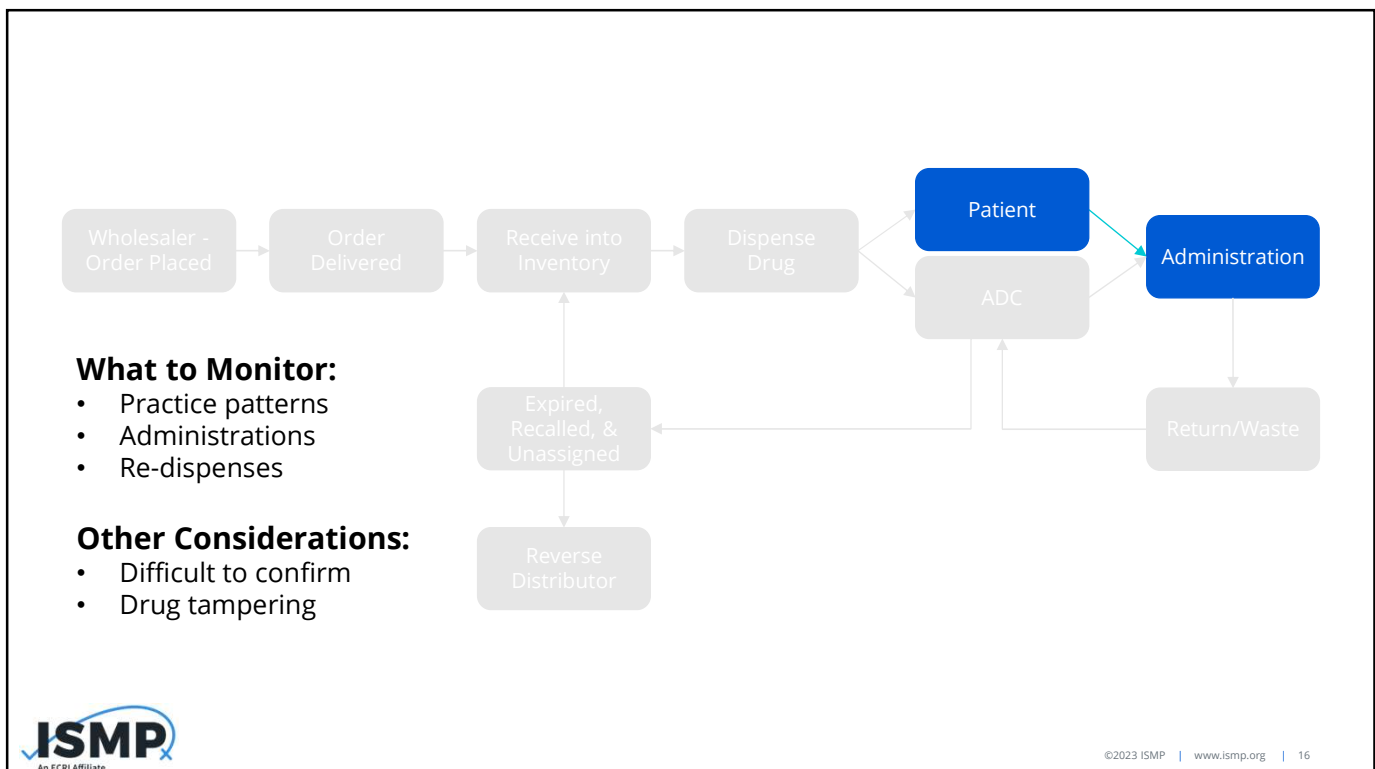 Patient
Wholesaler -
Order Placed
Order
Delivered
Receive into
Inventory
Dispense
Drug
Administration
ADC
What to Monitor:
• Practice patterns
• Administrations
• Re-dispenses
Expired,
Recalled, &
Unassigned
Return/Waste
Other Considerations:
• Difficult to confirm
• Drug tampering
Reverse
Distributor
ISMP
An ECRI Affiliate
©2023 ISMP | www.ismp.org | 16